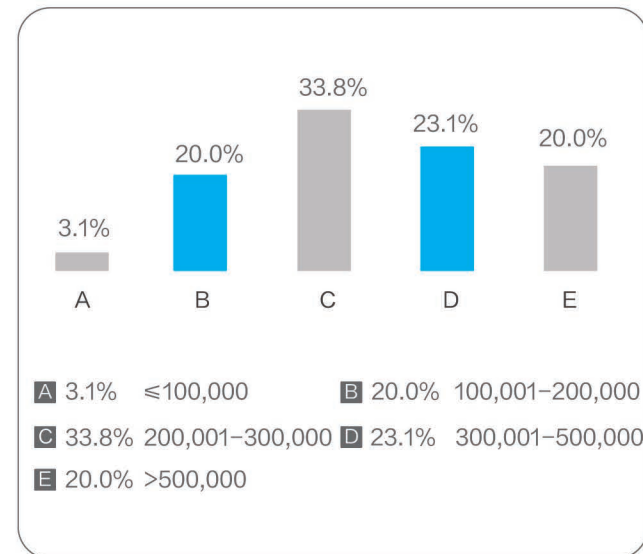 33.8%
23.1%
20.0%
20.0%
3.1%
A B C D E
A 3.1% ≤100,000 B 20.0% 100,001-200,000
C 33.8% 200,001-300,000 D 23.1% 300,001-500,000
E 20.0% >500,000